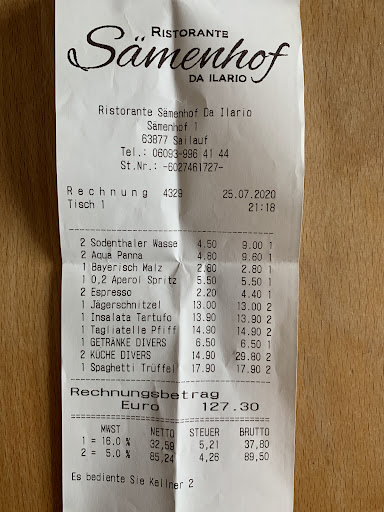 RISTORANTE
Sämenhof
DA ILARIO
Ristorante Sämenhof Da Ilario
Sämenhof 1
63877 Sailauf
Tel.: 06093-996 41 44
St.Nr.: -6027461727-
Rechnung 4329 25.07.2020
Tisch 1 21:18
2 Sodenthaler Wasse 4.50 9.00 1
2 Aqua Panna 4.80 9.60 1
1 Bayerisch Malz 2.80 2.80 1
1 0,2 Aperol Spritz 5.50 5.50 1
2 Espresso 2.20 4.40 1
1 Jägerschnitzel 13.00 13.00 2
1 Insalata Tartufo 13.90 13.90 2
1 Tagliatelle Pfiff 14.90 14.90 2
1 GETRÄNKE DIVERS 6.50 6.50 1
2 KÜCHE DIVERS 14.90 29.80 2
1 Spaghetti Trüffel 17.90 17.90 2
Rechnungsbetrag
Euro 127.30
MWST NETTO STEUER BRUTTO
1 = 16.0 % 32,59 5,21 37,80
2 = 5.0 % 85,24 4,26 89,50
Es bediente Sie Kellner 2